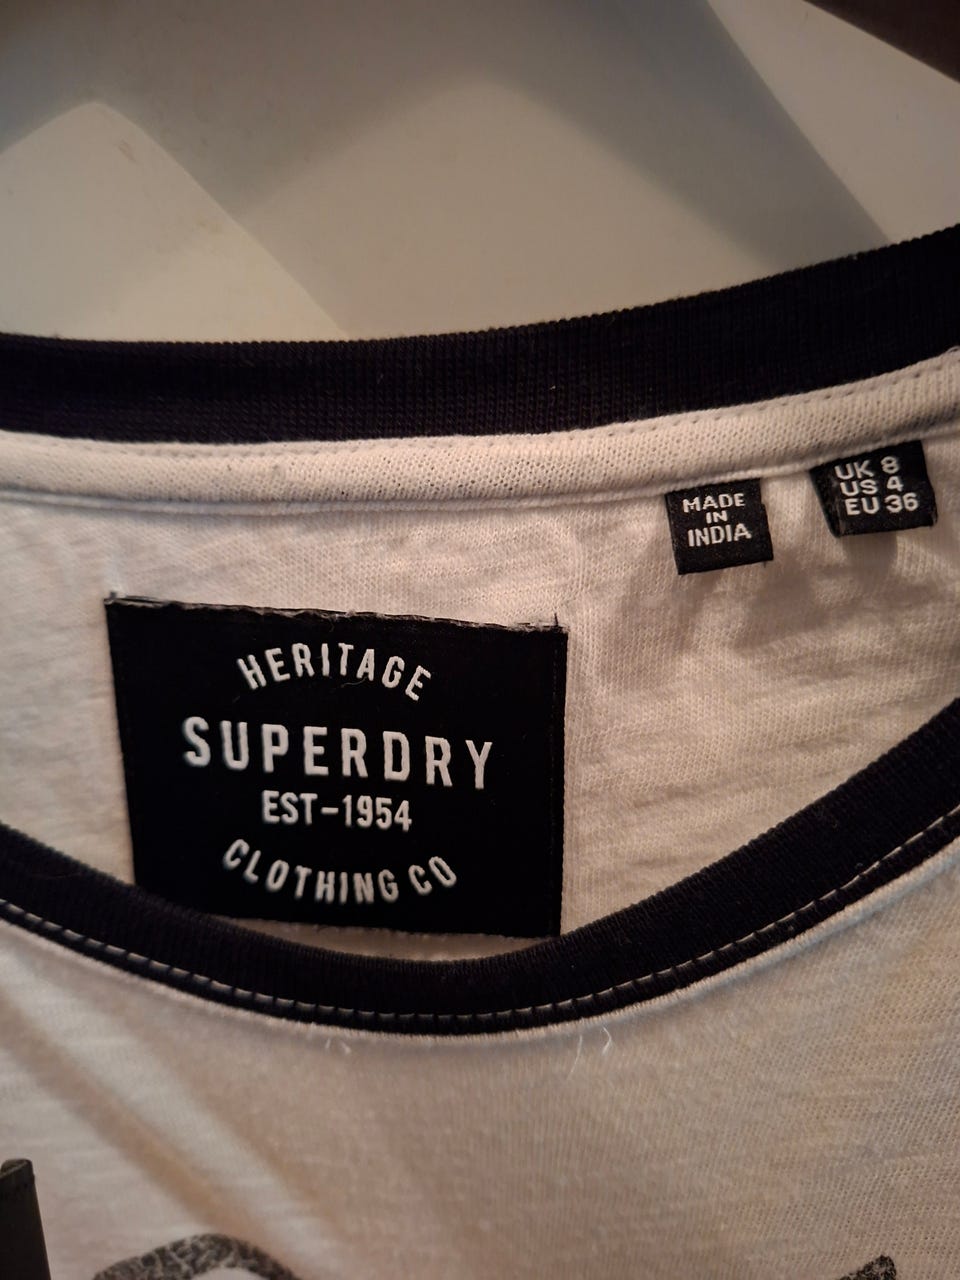 MADE
IN
INDIA
UK 8
US 4
EU 36
HERITAGE
SUPERDRY
EST-1954
CLOTHING CO